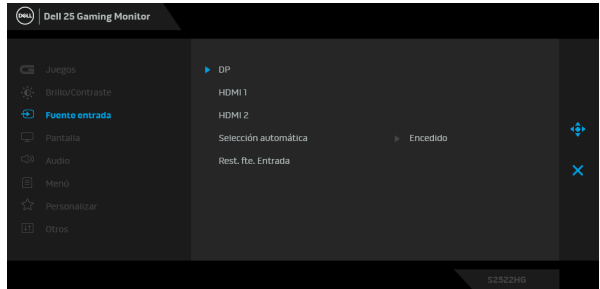 DELL Dell 25 Gaming Monitor
Juegos
Brillo/Contraste
Fuente entrada
Pantalla
Audio
Menú
Personalizar
Otros
DP
HDMI 1
HDMI 2
Selección automática Encedido
Rest. fte. Entrada
S2522HG